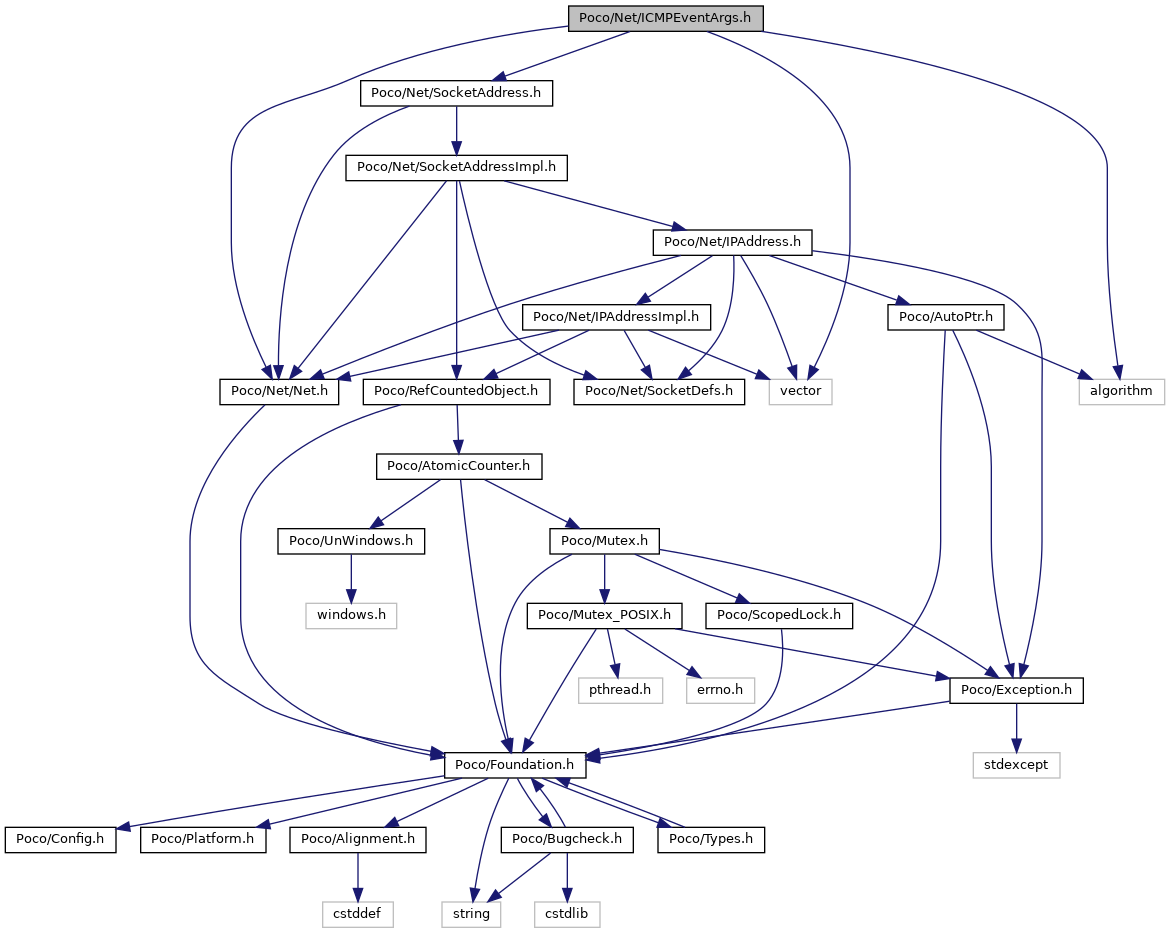 Poco/Net/ICMPEventArgs.h
Poco/Net/SocketAddress.h
Poco/Net/SocketAddressImpl.h
Poco/Net/IPAddress.h
Poco/Net/IPAddressImpl.h
Poco/AutoPtr.h
Poco/Net/Net.h
Poco/RefCountedObject.h
Poco/Net/SocketDefs.h
vector
algorithm
Poco/AtomicCounter.h
Poco/UnWindows.h
Poco/Mutex.h
windows.h
Poco/Mutex_POSIX.h
Poco/ScopedLock.h
pthread.h
errno.h
Poco/Exception.h
Poco/Foundation.h
stdexcept
Poco/Config.h
Poco/Platform.h
Poco/Alignment.h
Poco/Bugcheck.h
Poco/Types.h
cstddef
string
cstdlib